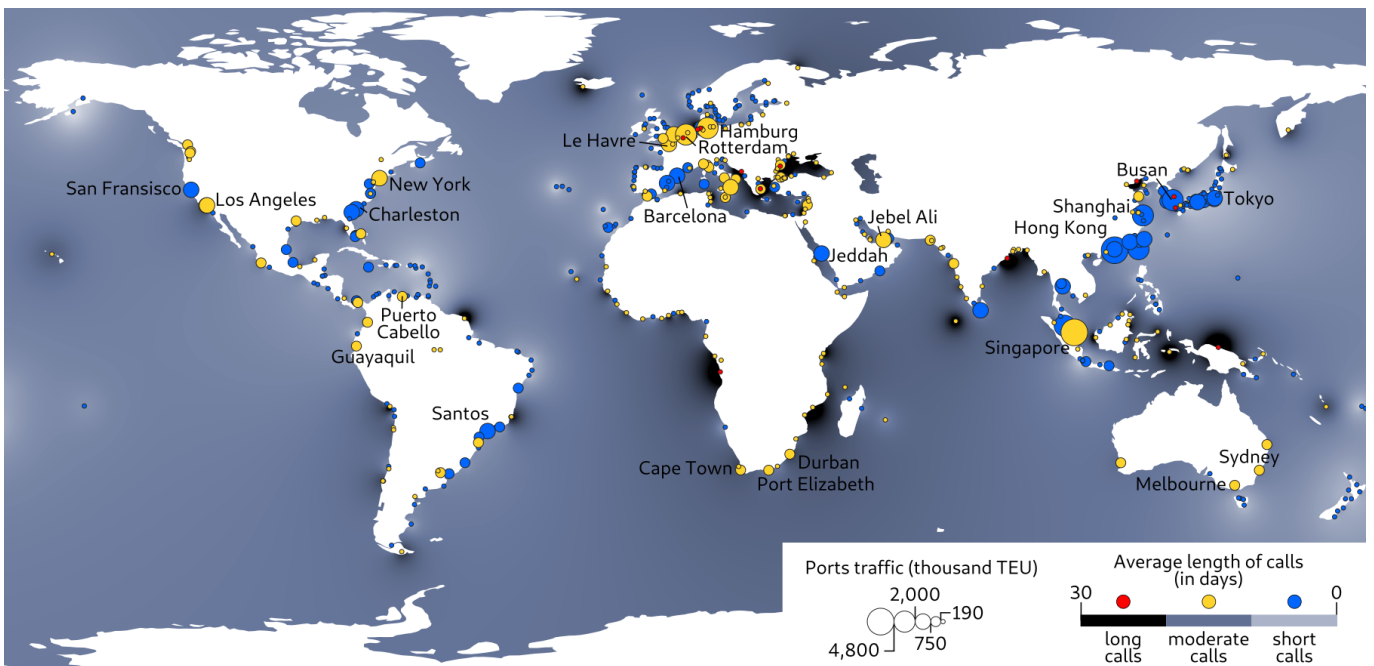 Le Havre
Hamburg
Rotterdam
San Fransisco
Los Angeles
New York
Charleston
Barcelona
Jebel Ali
Jeddah
Busan
Shanghai
Hong Kong
Tokyo
Puerto
Cabello
Guayaquil
Singapore
Santos
Cape Town
Durban
Port Elizabeth
Sydney
Melbourne
Ports traffic (thousand TEU)
2,000
190
750
4,800
Average length of calls
(in days)
30
0
long
calls
moderate
calls
short
calls